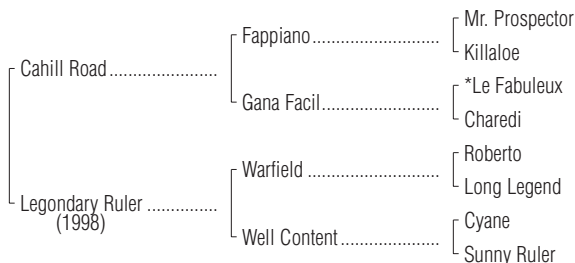 Mr. Prospector
Fappiano
Killaloe
Cahill Road
*Le Fabuleux
Gana Facil
Charedi
Roberto
Warfield
Long Legend
Legondary Ruler
(1998)
Cyane
Well Content
Sunny Ruler